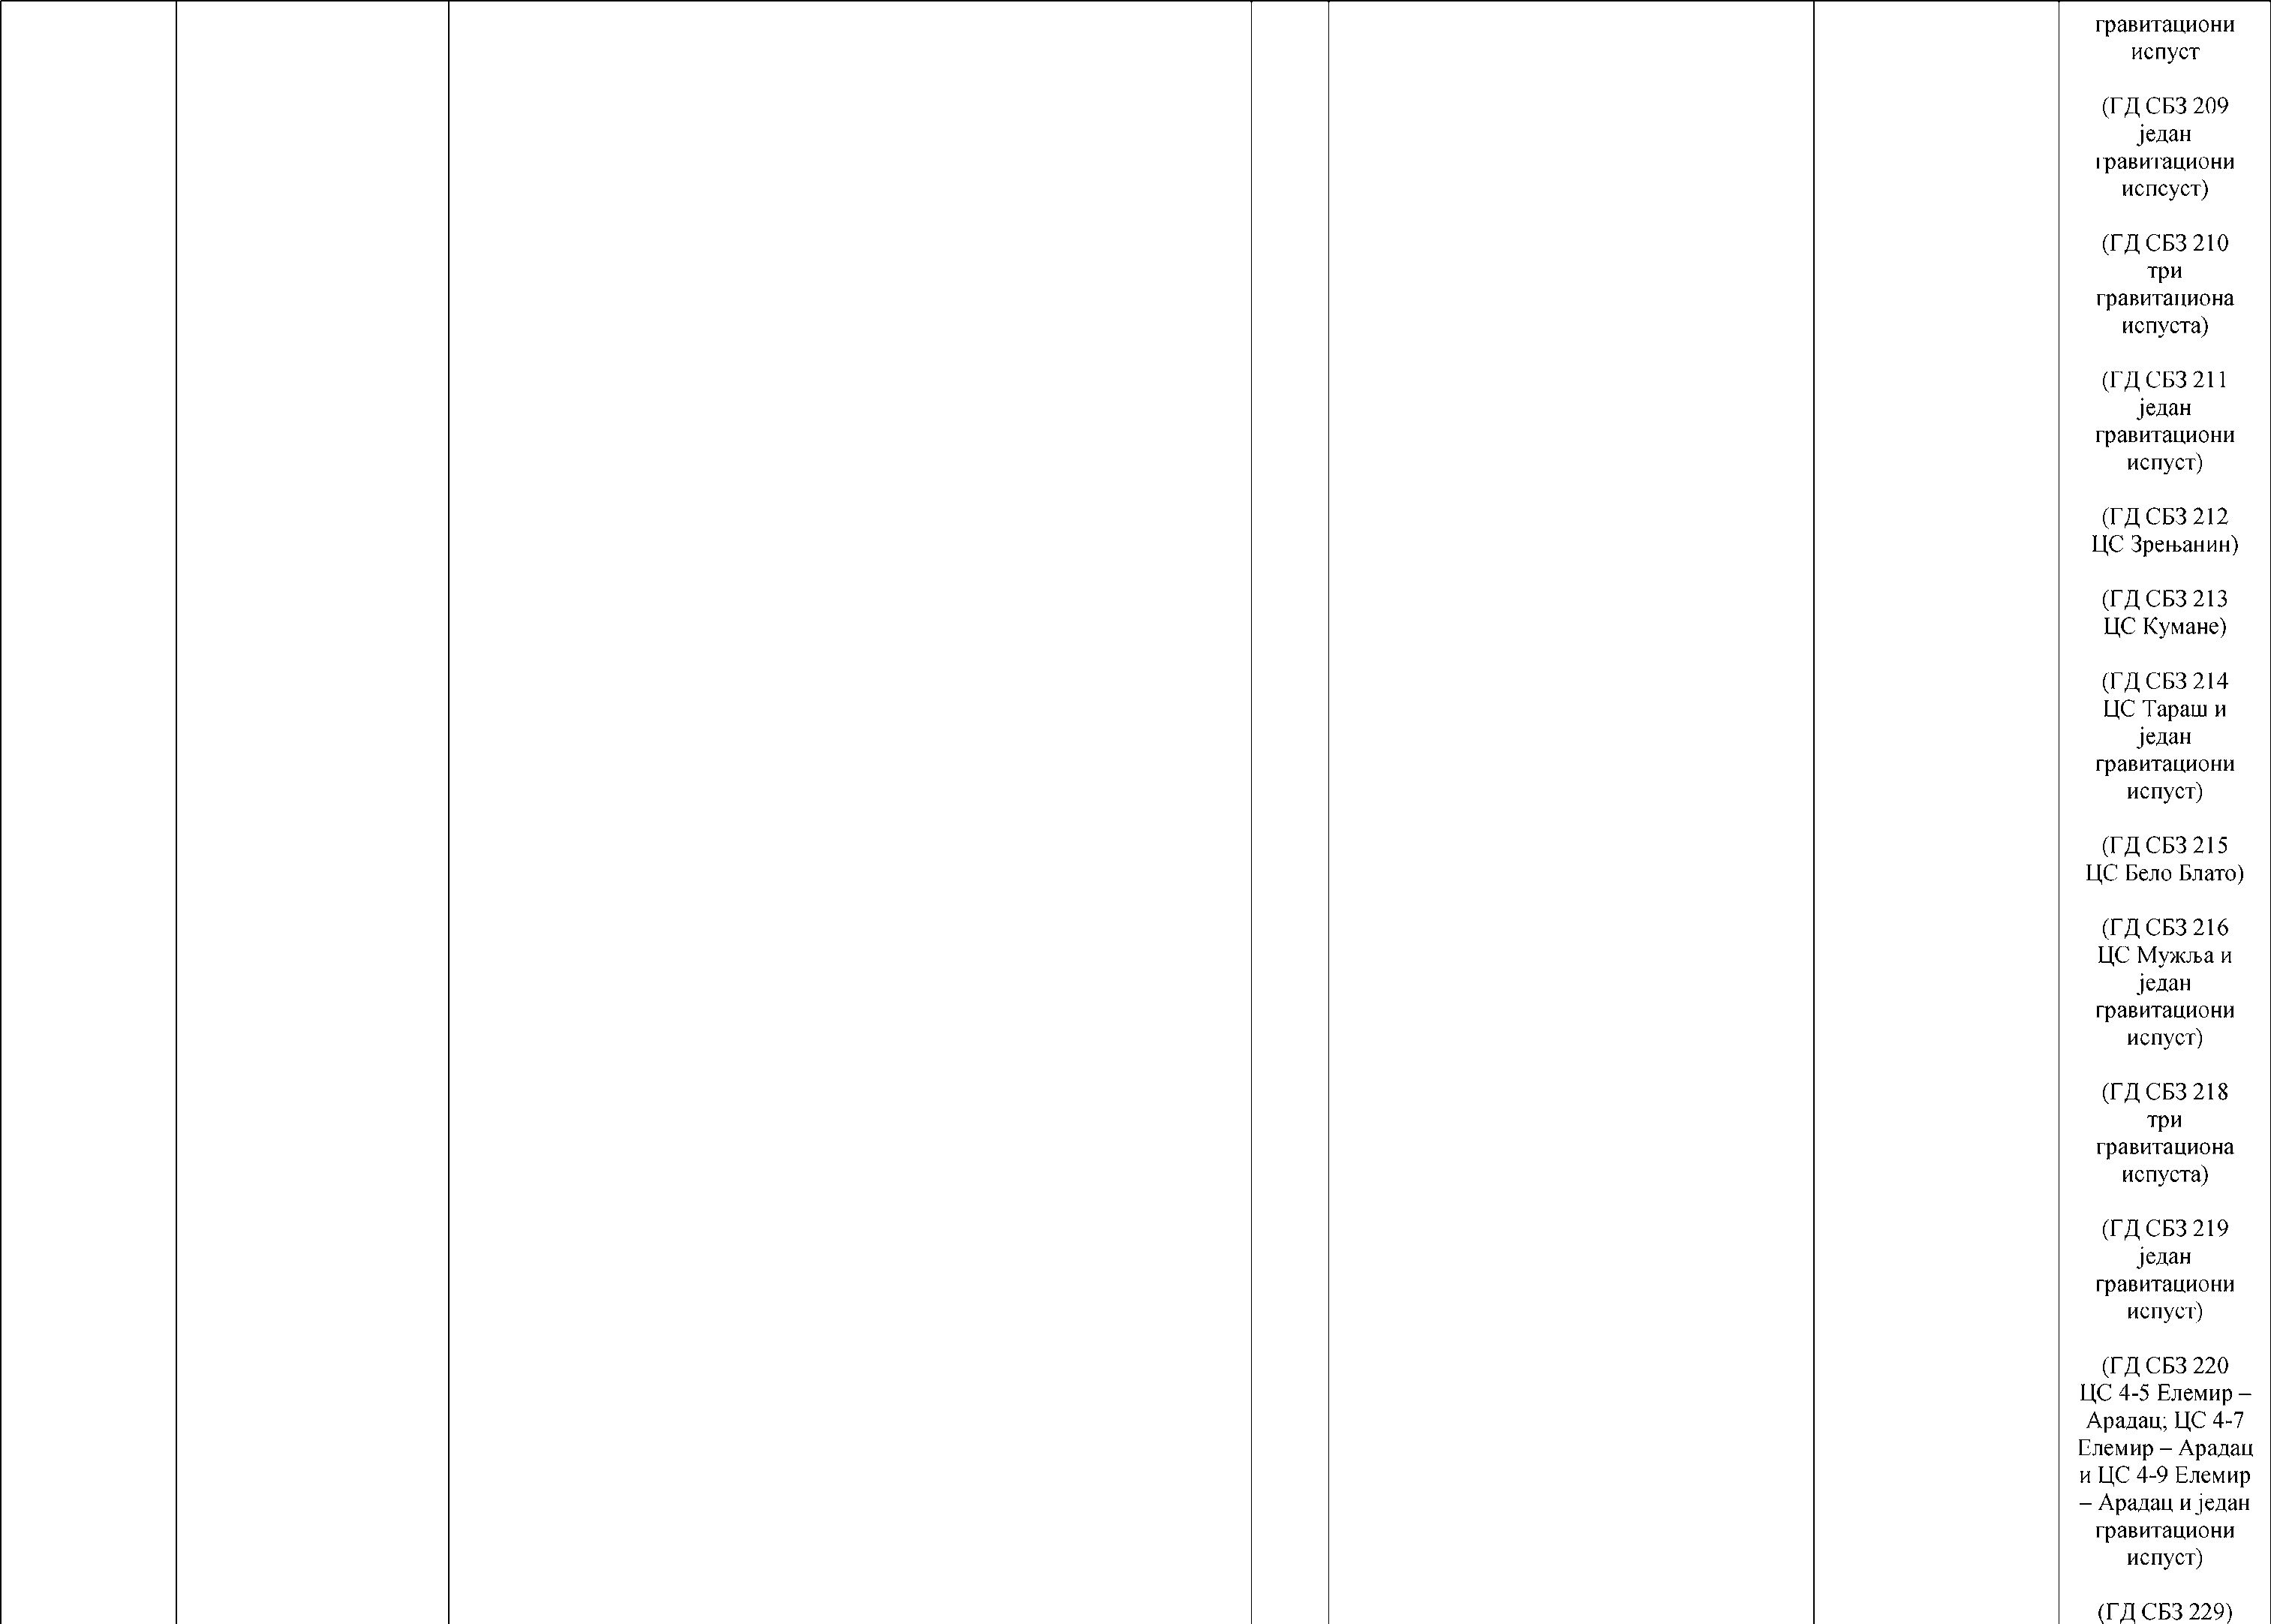 гравитациони
испуст
(ГД СБЗ 209
један
гравитациони
испсуст)
(ГД СБЗ 210
три
гравитациона
испуста)
(ГД СБЗ 211
један
гравитациони
испуст)
(ГД СБЗ 212
ЦС Зрењанин)
(ГД СБЗ 213
ЦС Кумане)
(ГД СБЗ 214
ЦС Тараш и
један
гравитациони
испуст)
(ГД СБЗ 215
ЦС Бело Блато)
(ГД СБЗ 216
ЦС Мужља и
један
гравитациони
испуст)
(ГД СБЗ 218
три
гравитациона
испуста)
(ГД СБЗ 219
један
гравитациони
испуст)
(ГД СБЗ 220
ЦС 4-5 Елемир –
Арадац; ЦС 4-7
Елемир – Арадац
и ЦС 4-9 Елемир
– Арадац и један
гравитациони
испуст)
(ГД СБЗ 229)